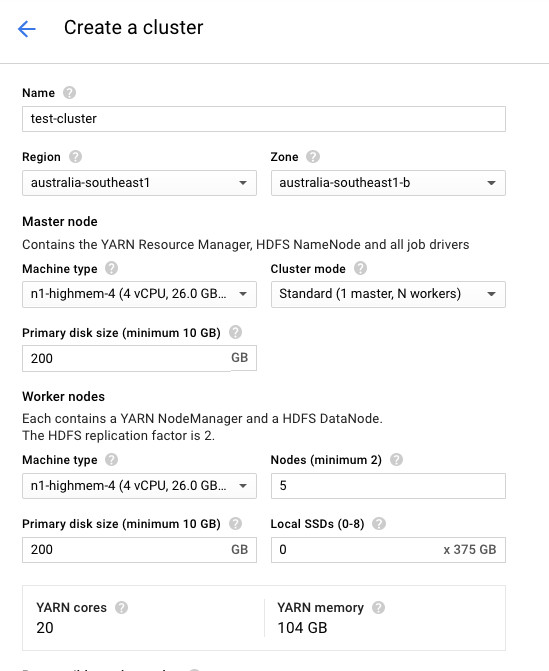 Create a cluster
Name
test-cluster
Region Zone
australia-southeast1 australia-southeast1-b
Master node
Contains the YARN Resource Manager, HDFS NameNode and all job drivers
Machine type Cluster mode
n1-highmem-4 (4 vCPU, 26.0 GB... Standard (1 master, N workers)
Primary disk size (minimum 10 GB)
200 GB
Worker nodes
Each contains a YARN NodeManager and a HDFS DataNode.
The HDFS replication factor is 2.
Machine type Nodes (minimum 2)
n1-highmem-4 (4 vCPU, 26.0 GB... 5
Primary disk size (minimum 10 GB) Local SSDs (0-8)
200 GB 0 x 375 GB
YARN cores YARN memory
20 104 GB